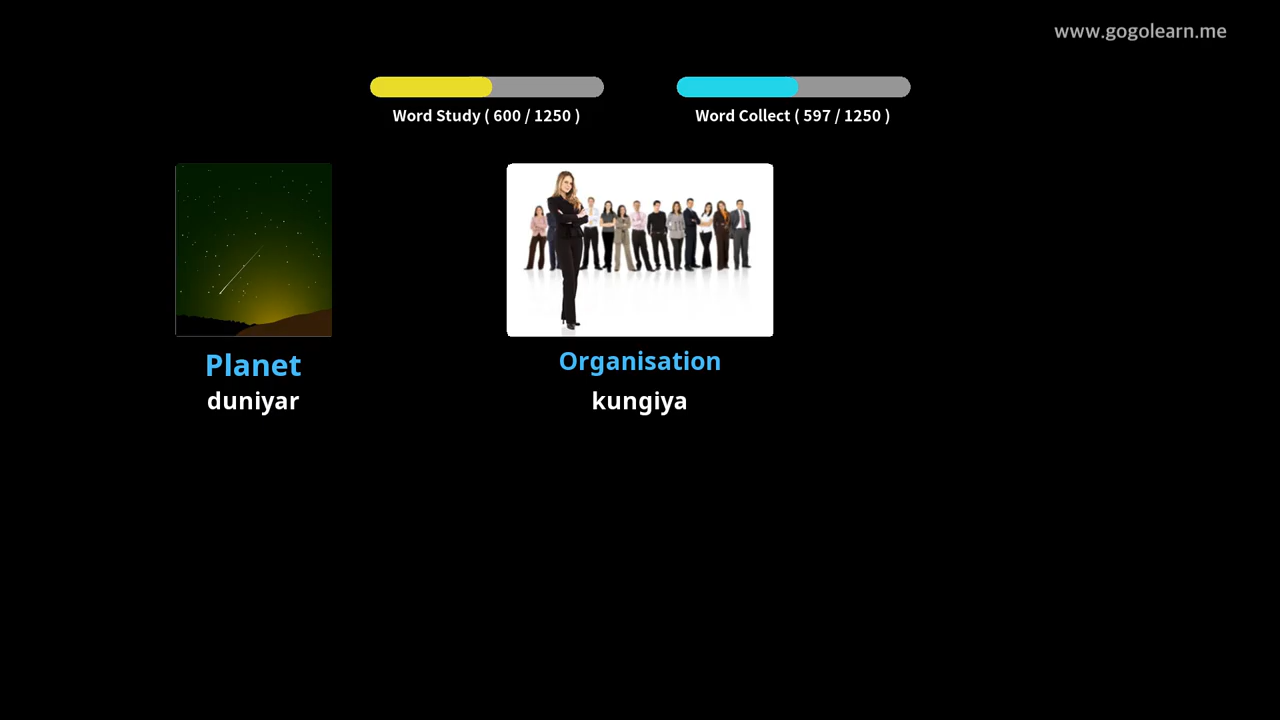 www.gogolearn.me
Word Study ( 600 / 1250 )
Word Collect ( 597 / 1250 )
Planet
duniyar
Organisation
kungiya